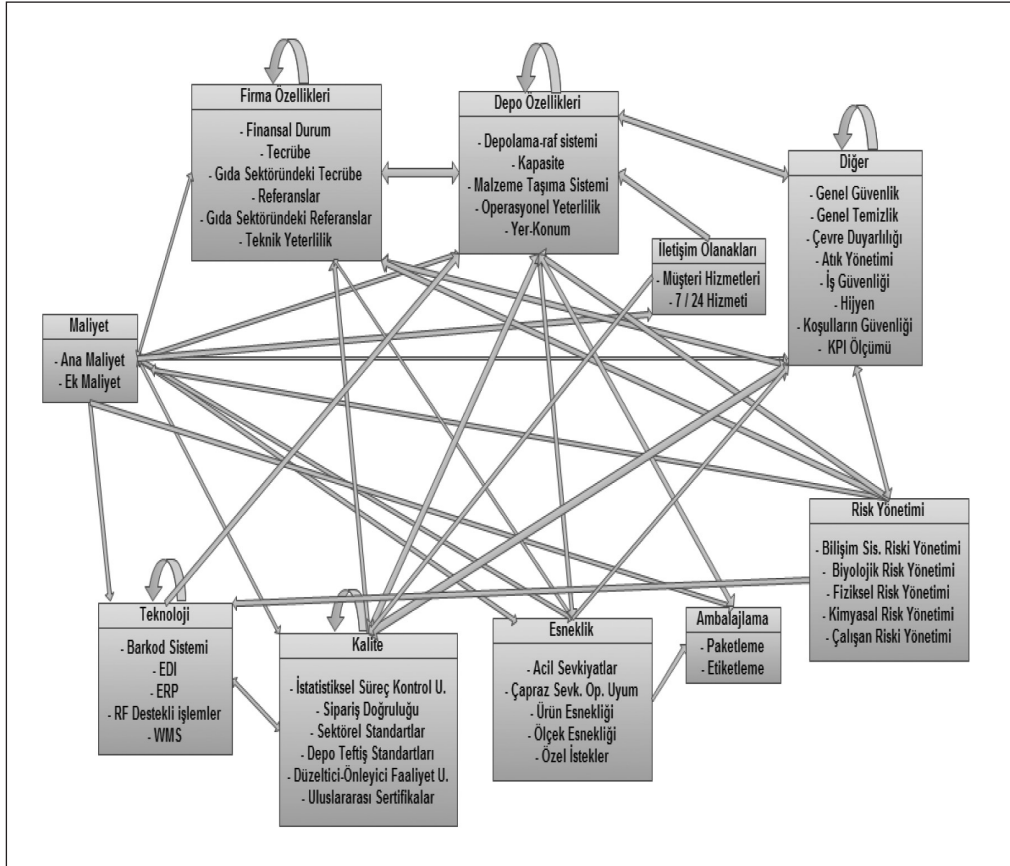 Firma Özellikleri
- Finansal Durum
- Tecrübe
- Gıda Sektöründeki Tecrübe
- Referanslar
- Gıda Sektöründeki Referanslar
- Teknik Yeterlilik
Depo Özellikleri
- Depolama-raf sistemi
- Kapasite
- Malzeme Taşıma Sistemi
- Operasyonel Yeterlilik
- Yer-Konum
Diğer
- Genel Güvenlik
- Genel Temizlik
- Çevre Duyarlılığı
- Atık Yönetimi
- İş Güvenliği
- Hijyen
- Koşulların Güvenliği
- KPI Ölçümü
İletişim Olanakları
- Müşteri Hizmetleri
- 7 / 24 Hizmeti
Maliyet
- Ana Maliyet
- Ek Maliyet
Risk Yönetimi
- Bilişim Sis. Riski Yönetimi
- Biyolojik Risk Yönetimi
- Fiziksel Risk Yönetimi
- Kimyasal Risk Yönetimi
- Çalışan Riski Yönetimi
Teknoloji
- Barkod Sistemi
- EDI
- ERP
- RF Destekli işlemler
- WMS
Kalite
- İstatistiksel Süreç Kontrol U.
- Sipariş Doğruluğu
- Sektörel Standartlar
- Depo Teftiş Standartları
- Düzeltici-Önleyici Faaliyet U.
- Uluslararası Sertifikalar
Esneklik
- Acil Sevkiyatlar
- Çapraz Sevk. Op. Uyum
- Ürün Esnekliği
- Ölçek Esnekliği
- Özel İstekler
Ambalajlama
- Paketleme
- Etiketleme